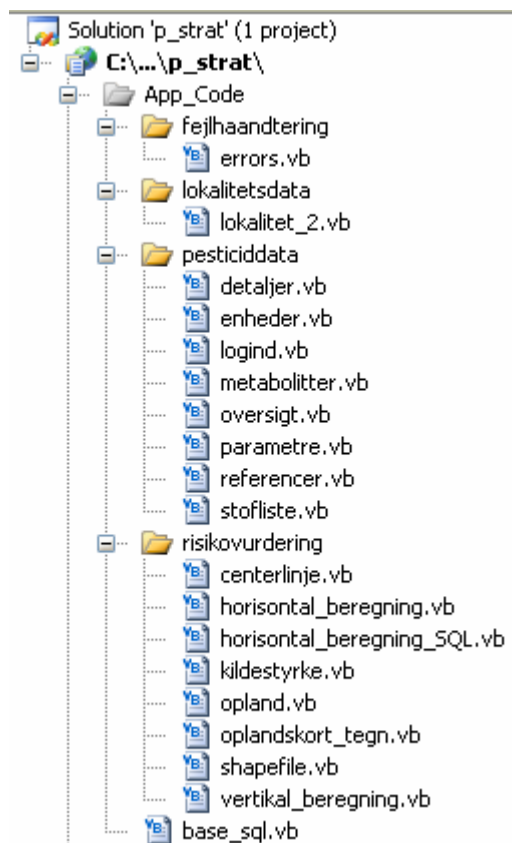 Solution 'p_strat' (1 project)
C:\...\p_strat\
App_Code
fejlhaandtering
errors.vb
lokalitetsdata
lokalitet_2.vb
pesticiddata
detaljer.vb
enheder.vb
logind.vb
metabolitter.vb
oversigt.vb
parametre.vb
referencer.vb
stofliste.vb
risikovurdering
centerlinje.vb
horisontal_beregning.vb
horisontal_beregning_SQL.vb
kildestyrke.vb
opland.vb
oplandskort_tegn.vb
shapefile.vb
vertikal_beregning.vb
base_sql.vb